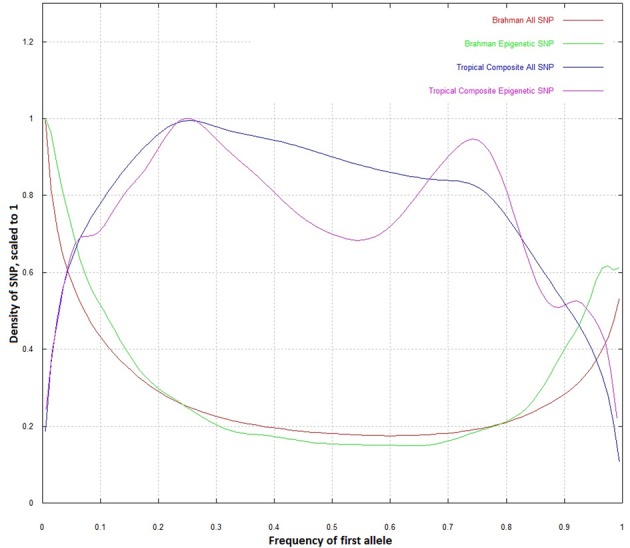 Brahman All SNP
Brahman Epigenetic SNP
Tropical Composite All SNP
Tropical Composite Epigenetic SNP
1.2
1
0.8
0.6
0.4
0.2
0
Density of SNP, scaled to 1
0 0.1 0.2 0.3 0.4 0.5 0.6 0.7 0.8 0.9 1
Frequency of first allele